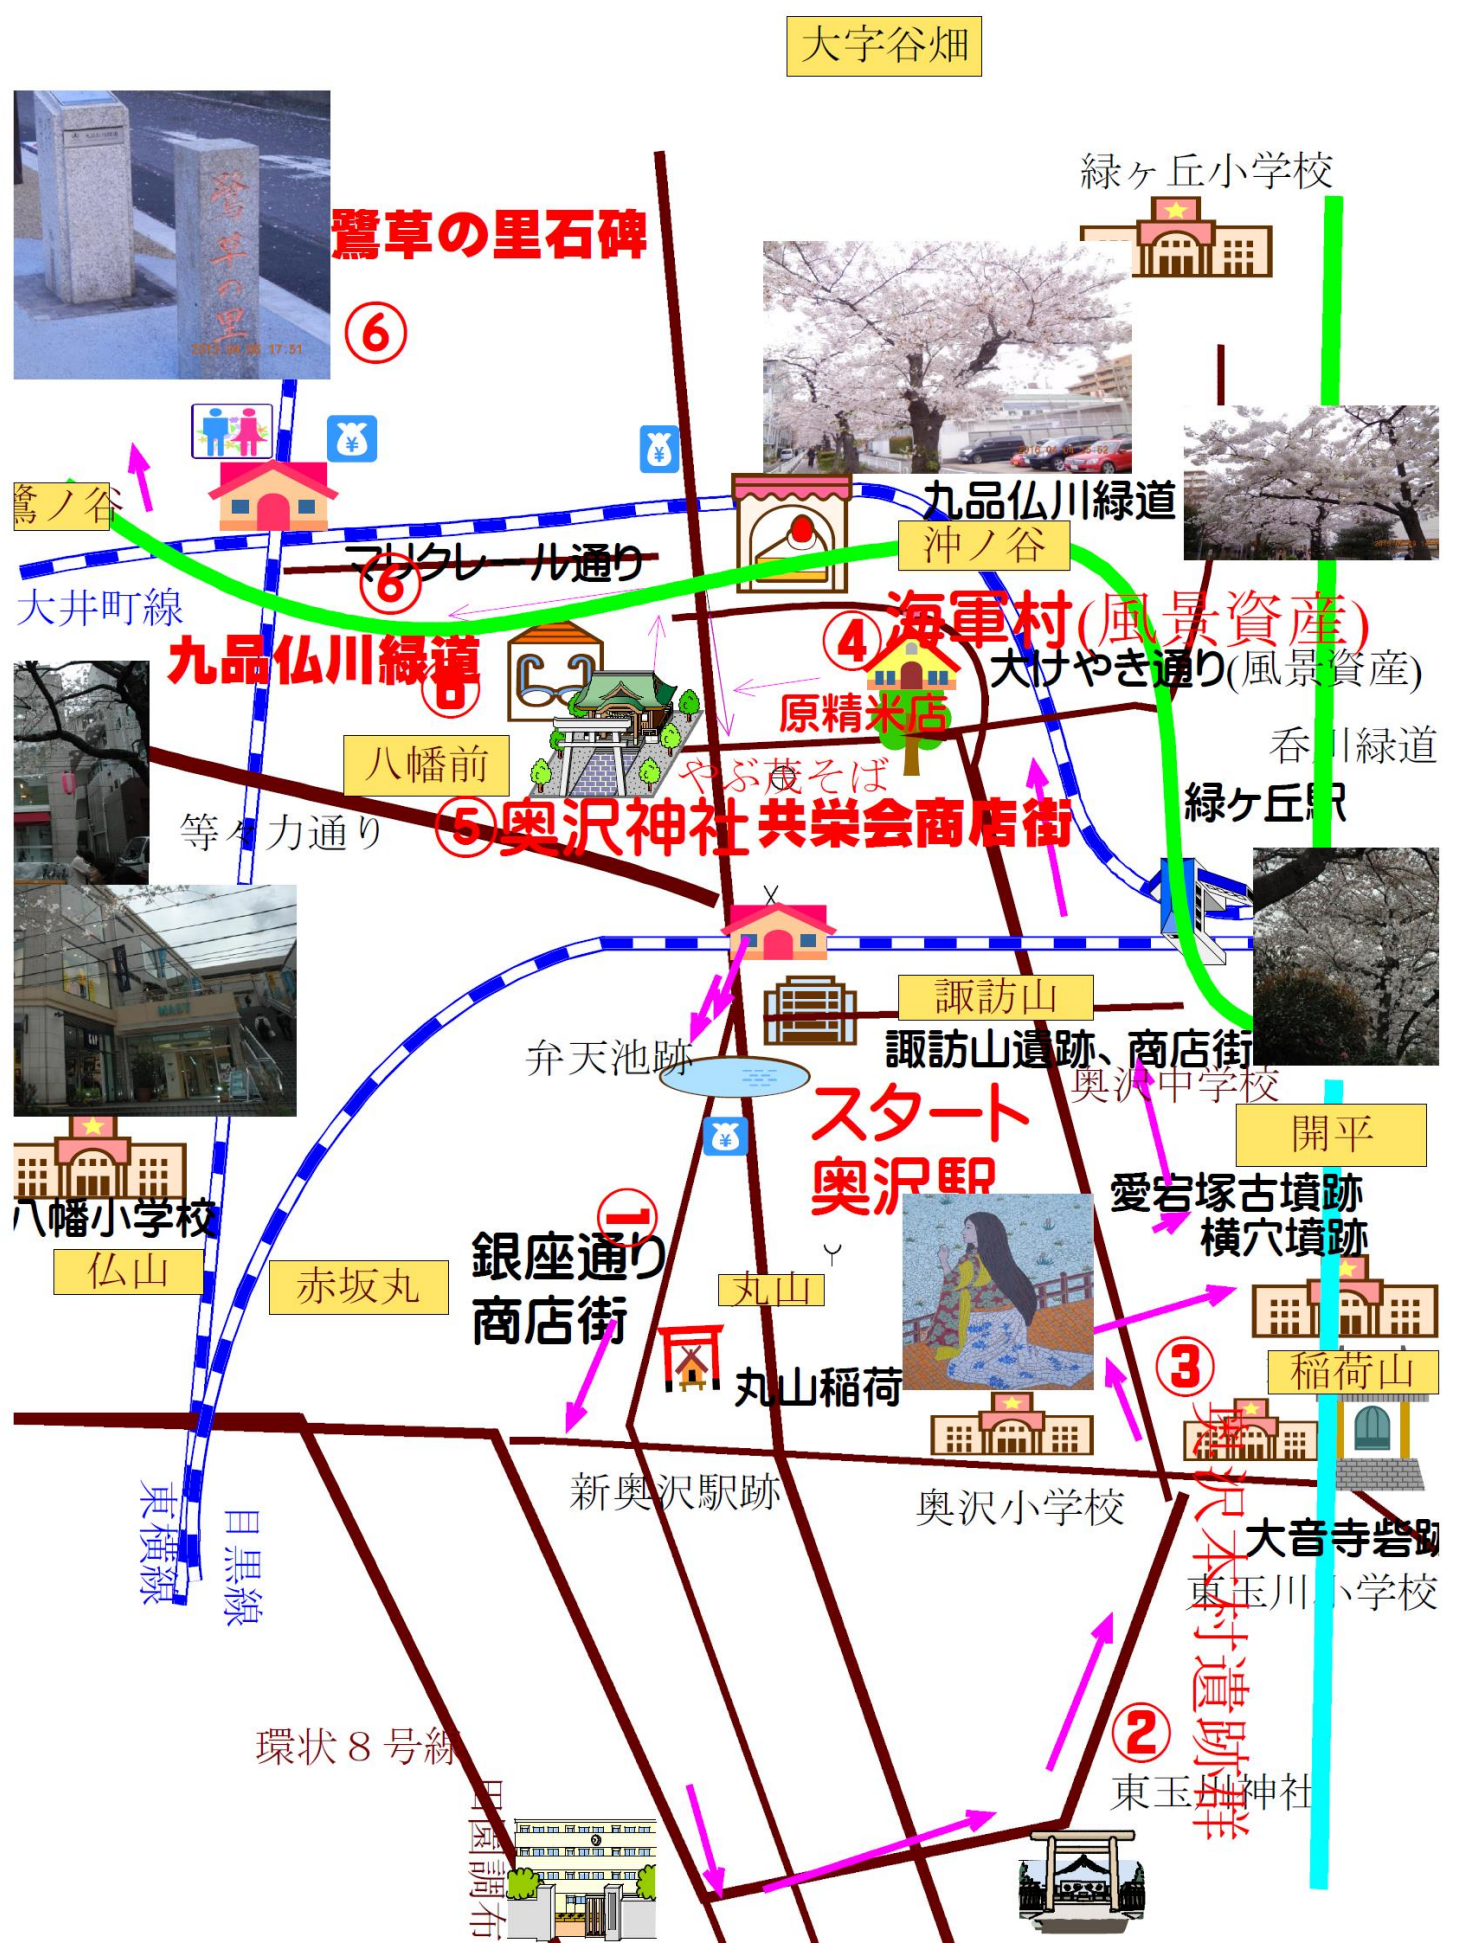 大字谷畑
緑ヶ丘小学校
鷺草の里
鷺草の里石碑
⑥
17:51
九品仏川緑道
鷺ノ谷
沖ノ谷
マリクレール通り
⑥
大井町線
④海軍村(風景資産)
九品仏川緑道
大けやき通り(風景資産)
原精米店
八幡前
呑川緑道
やぶ茂そば
緑ヶ丘駅
等々力通り
⑤奥沢神社
共栄会商店街
諏訪山
弁天池跡
諏訪山遺跡、商店街
奥沢中学校
スタート
奥沢駅
開平
愛宕塚古墳跡
横穴墳跡
八幡小学校
仏山
赤坂丸
①
銀座通り
商店街
丸山
丸山稲荷
③
稲荷山
奥沢本村遺跡群
新奥沢駅跡
奥沢小学校
大音寺砦跡
東玉川小学校
東横線
目黒線
環状８号線
②
東玉川神社
田園調布